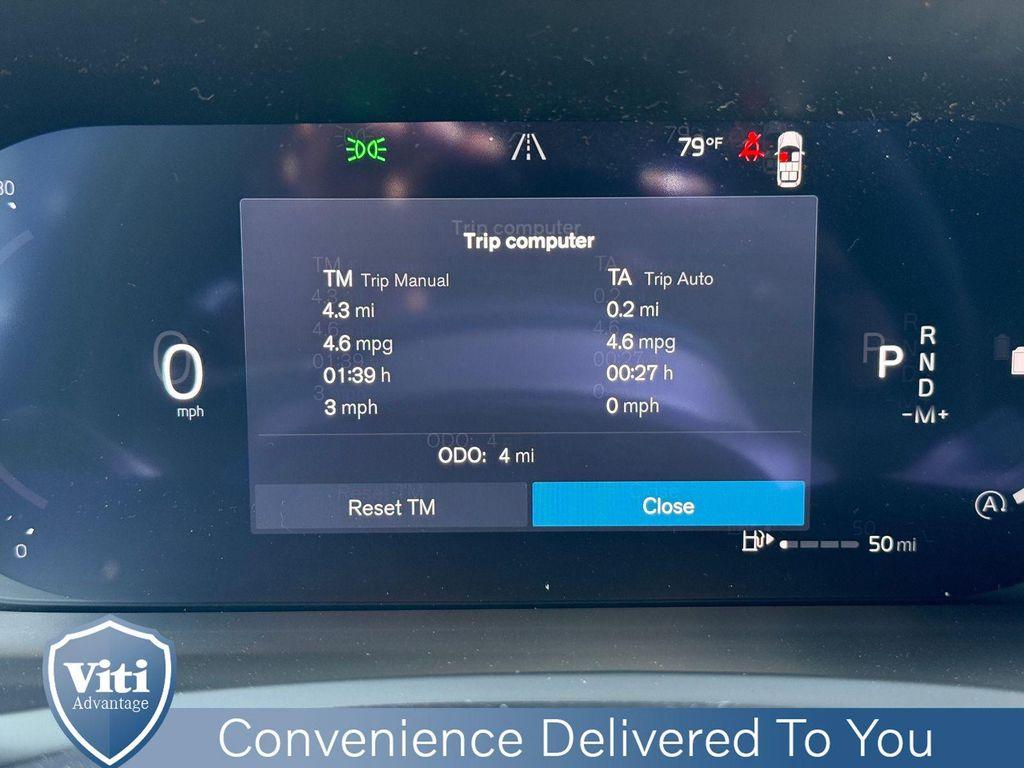 79°F
80
Trip computer
TM Trip Manual
4.3 mi
4.6 mpg
01:39 h
3 mph
TA Trip Auto
0.2 mi
4.6 mpg
00:27 h
0 mph
ODO: 4 mi
Reset TM
Close
0
mph
P
R
N
D
-M+
A
0
50 mi
Viti
Advantage
Convenience Delivered To You